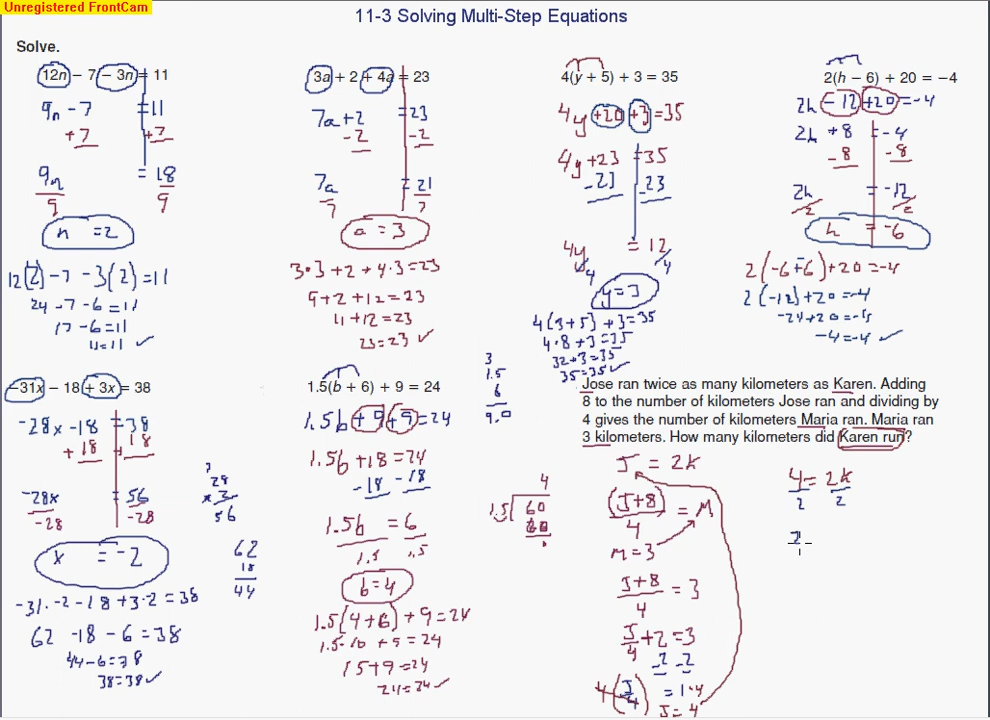 Unregistered FrontCam
11-3 Solving Multi-Step Equations
Solve.
12n – 7 – 3n = 11
9n - 7 = 11
+7 +7
9n = 18
9 9
n = 2
12(2) - 7 - 3(2) = 11
24 - 7 - 6 = 11
17 - 6 = 11
11 = 11 ✓
3a + 2 + 4a = 23
7a + 2 = 23
-2 -2
7a = 21
7 7
a = 3
3·3 + 2 + 4·3 = 23
9 + 2 + 12 = 23
11 + 12 = 23
23 = 23 ✓
4(y + 5) + 3 = 35
4y + 20 + 3 = 35
4y + 23 = 35
-23 -23
4y = 12
4 4
y = 3
4(3+5) + 3 = 35
4·8 + 3 = 35
32 + 3 = 35
35 = 35 ✓
2(h – 6) + 20 = –4
2h - 12 + 20 = -4
2h + 8 = -4
-8 -8
2h = -12
2 2
h = -6
2(-6-6) + 20 = -4
2(-12) + 20 = -4
-24 + 20 = -4
-4 = -4 ✓
–31x – 18 + 3x = 38
-28x - 18 = 38
+18 +18
-28x = 56
-28 -28
x = -2
-31·-2 - 18 + 3·2 = 38
62 - 18 - 6 = 38
44 - 6 = 38
38 = 38 ✓
28
×2
56
62
18
44
1.5(b + 6) + 9 = 24
1.5b + 9 + 9 = 24
1.5b + 18 = 24
-18 -18
1.5b = 6
1.5 1.5
b = 4
1.5(4+6) + 9 = 24
1.5·10 + 9 = 24
15 + 9 = 24
24 = 24 ✓
3
1.5
6
9.0
4
1.5 60
60
Jose ran twice as many kilometers as Karen. Adding
8 to the number of kilometers Jose ran and dividing by
4 gives the number of kilometers Maria ran. Maria ran
3 kilometers. How many kilometers did Karen run?
J = 2K
(J+8) = M
4
M = 3
J+8 = 3
4
J + 2 = 3
4
-2 -2
4(J/4) = 1·4
J = 4
4 = 2K
2 2
2